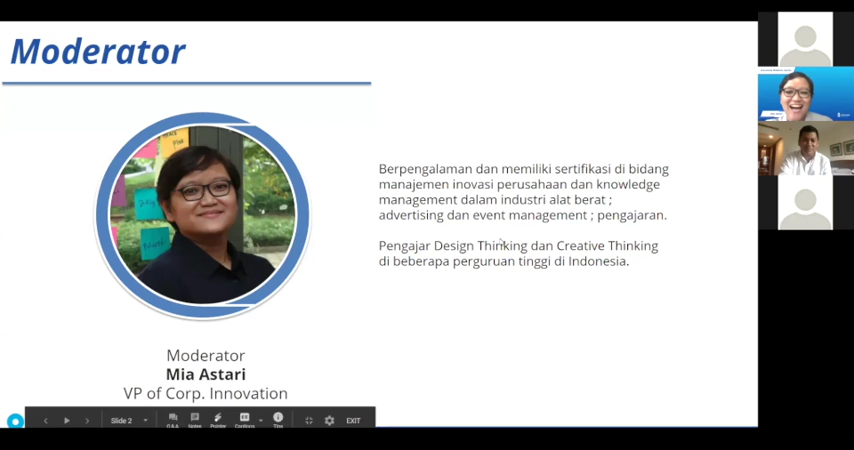 Moderator
Berpengalaman dan memiliki sertifikasi di bidang
manajemen inovasi perusahaan dan knowledge
management dalam industri alat berat ;
advertising dan event management ; pengajaran.
Pengajar Design Thinking dan Creative Thinking
di beberapa perguruan tinggi di Indonesia.
Moderator
Mia Astari
VP of Corp. Innovation
Slide 2
Q&A
Notes
Pointer
Captions
Tips
EXIT